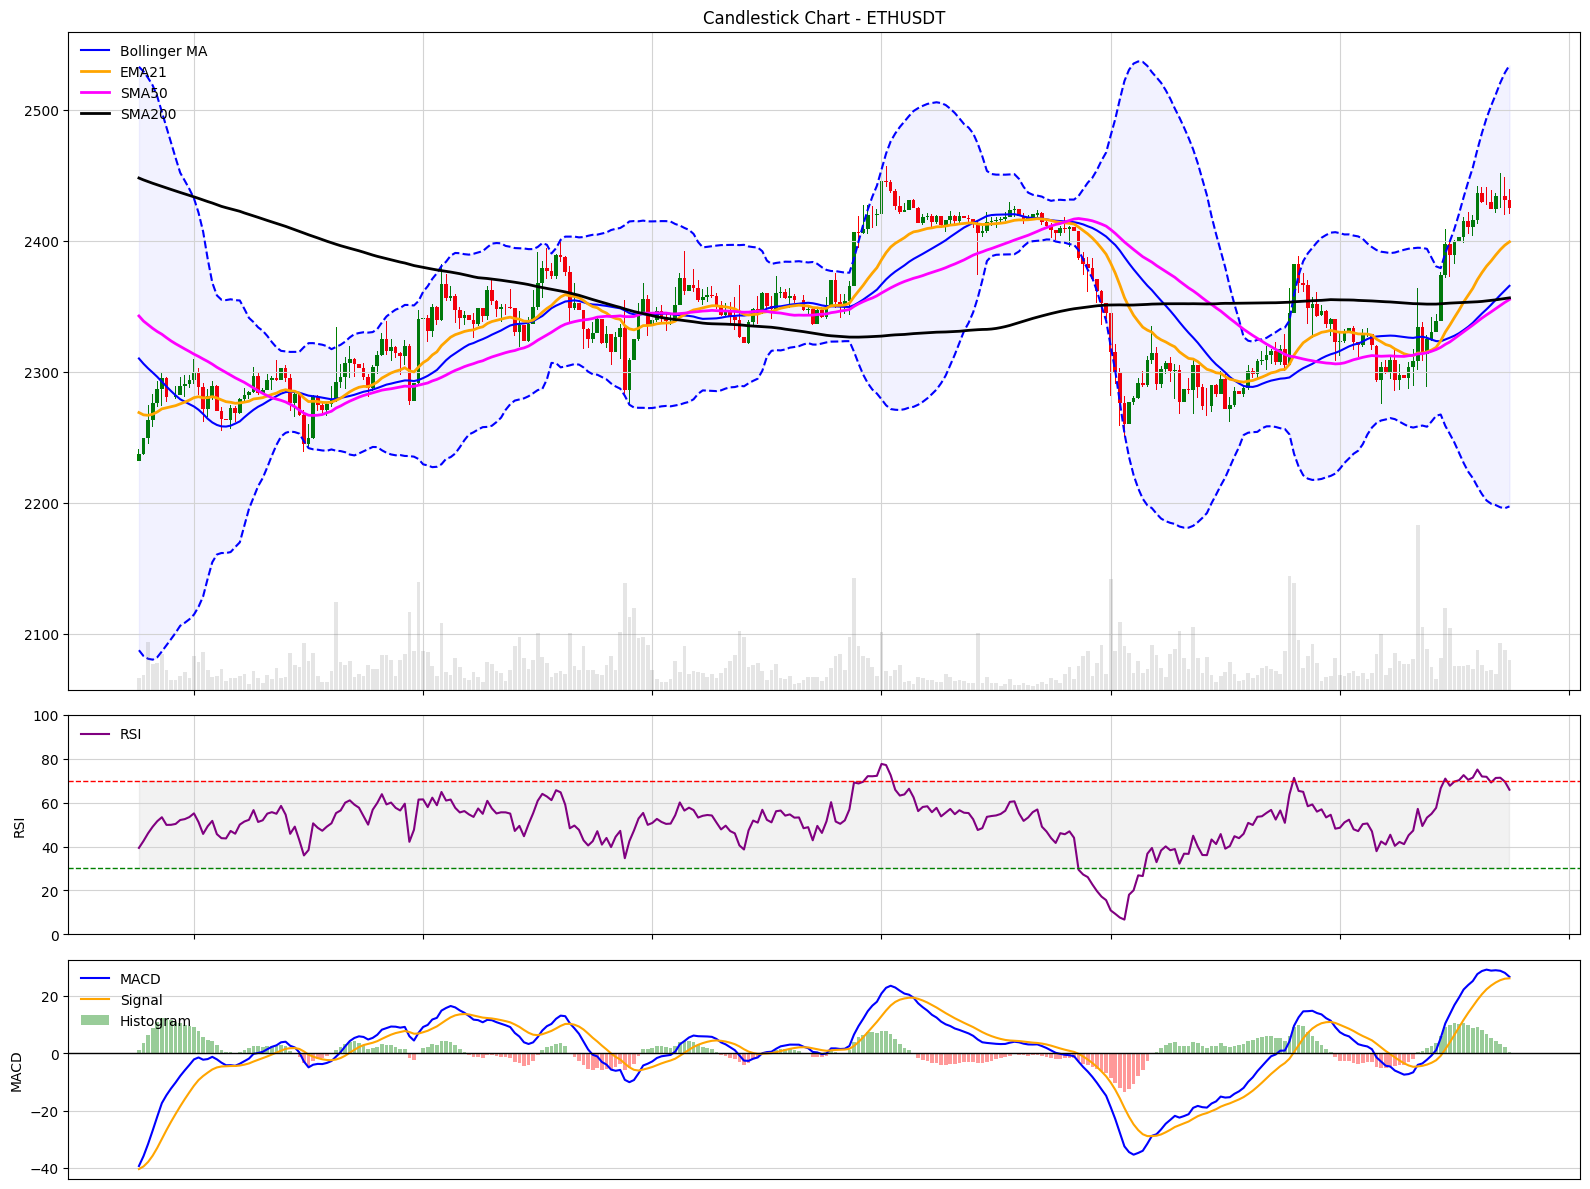 Candlestick Chart - ETHUSDT
Bollinger MA
EMA21
SMA50
SMA200
2500
2400
2300
2200
2100
RSI
100
80
60
40
20
0
RSI
MACD
Signal
Histogram
20
0
−20
−40
MACD